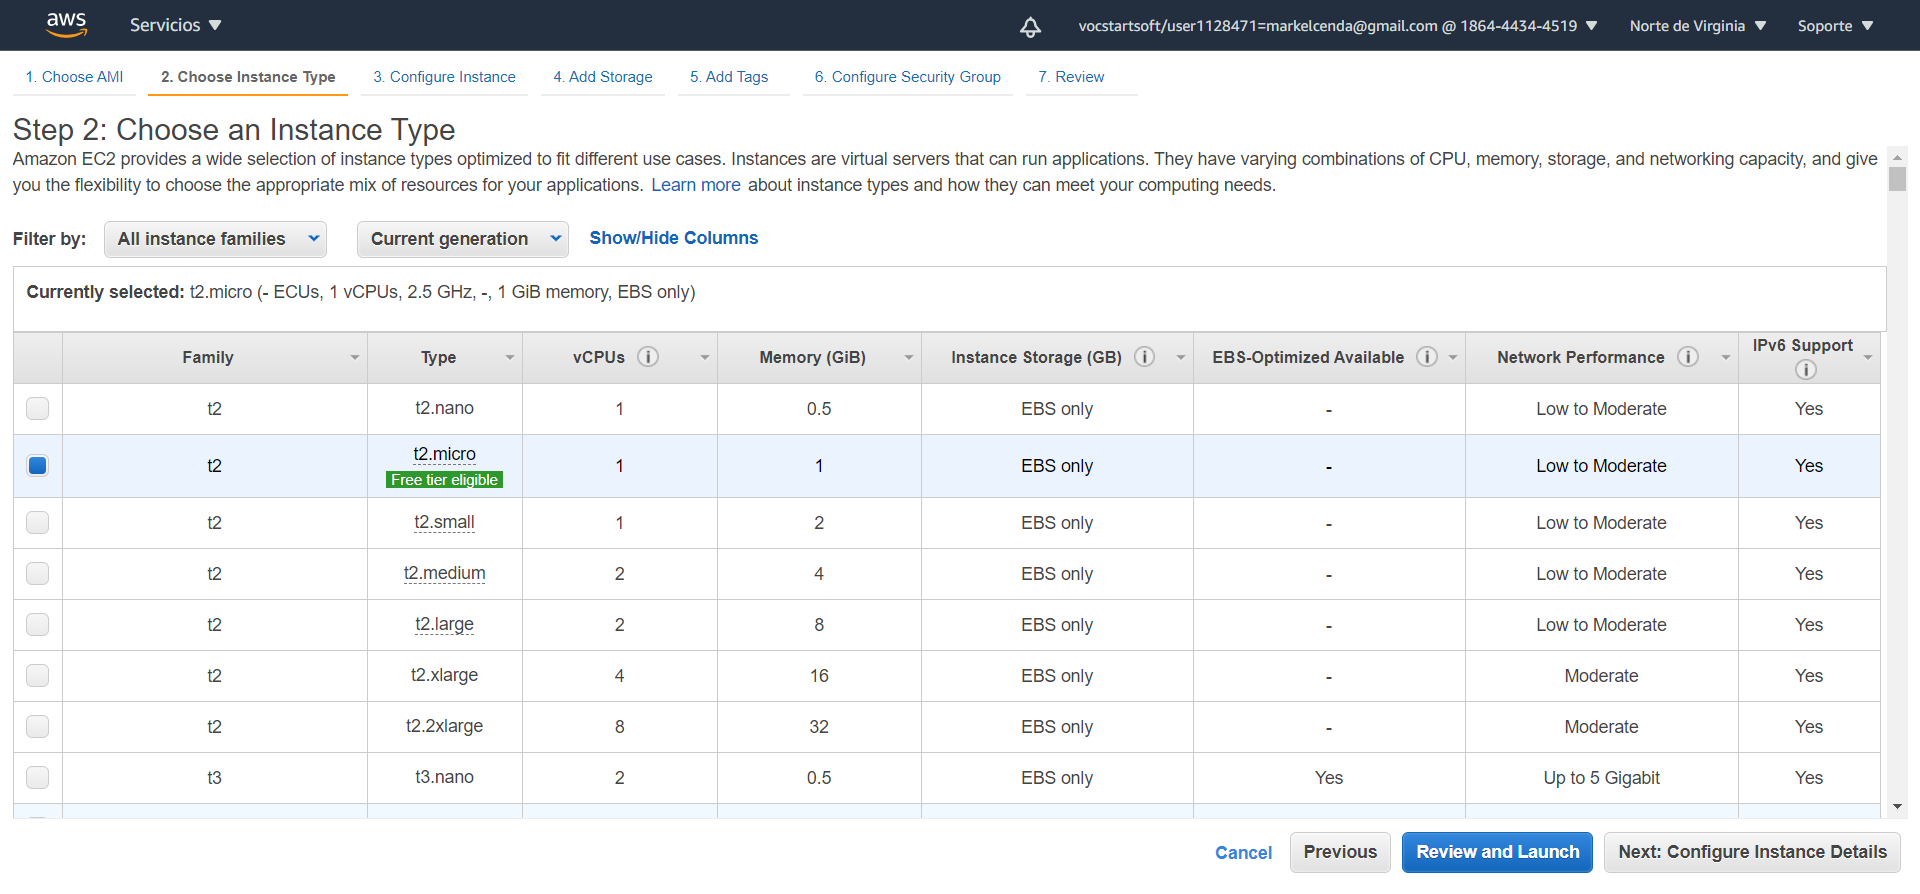 aws Servicios vocstartsoft/user1128471=markelcenda@gmail.com @ 1864-4434-4519 Norte de Virginia Soporte
1. Choose AMI 2. Choose Instance Type 3. Configure Instance 4. Add Storage 5. Add Tags 6. Configure Security Group 7. Review
Step 2: Choose an Instance Type
Amazon EC2 provides a wide selection of instance types optimized to fit different use cases. Instances are virtual servers that can run applications. They have varying combinations of CPU, memory, storage, and networking capacity, and give
you the flexibility to choose the appropriate mix of resources for your applications. Learn more about instance types and how they can meet your computing needs.
Filter by: All instance families Current generation Show/Hide Columns
Currently selected: t2.micro (- ECUs, 1 vCPUs, 2.5 GHz, -, 1 GiB memory, EBS only)
Family Type vCPUs i Memory (GiB) Instance Storage (GB) i EBS-Optimized Available i Network Performance i IPv6 Support i
t2 t2.nano 1 0.5 EBS only - Low to Moderate Yes
t2 t2.micro 1 1 EBS only - Low to Moderate Yes
Free tier eligible
t2 t2.small 1 2 EBS only - Low to Moderate Yes
t2 t2.medium 2 4 EBS only - Low to Moderate Yes
t2 t2.large 2 8 EBS only - Low to Moderate Yes
t2 t2.xlarge 4 16 EBS only - Moderate Yes
t2 t2.2xlarge 8 32 EBS only - Moderate Yes
t3 t3.nano 2 0.5 EBS only Yes Up to 5 Gigabit Yes
Cancel Previous Review and Launch Next: Configure Instance Details